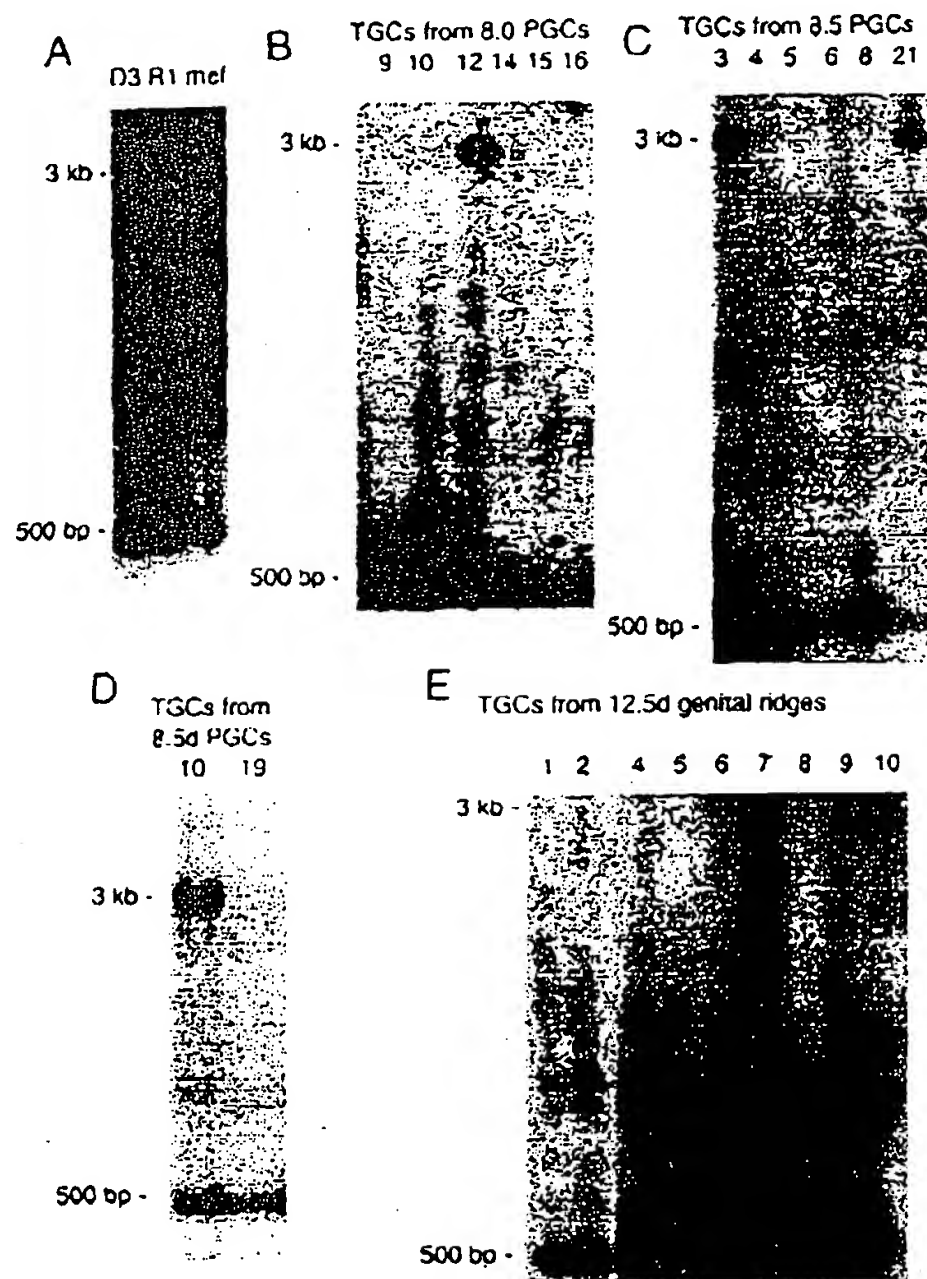 A
D3 R1 mef
3 kb -
500 bp -
B
TGCs from 8.0 PGCs
9 10 12 14 15 16
3 kb -
500 bp -
C
TGCs from 8.5 PGCs
3 4 5 6 8 21
3 kb -
500 bp -
D
TGCs from
8.5d PGCs
10 19
3 kb -
500 bp -
E
TGCs from 12.5d genital ridges
1 2 4 5 6 7 8 9 10
3 kb -
500 bp -